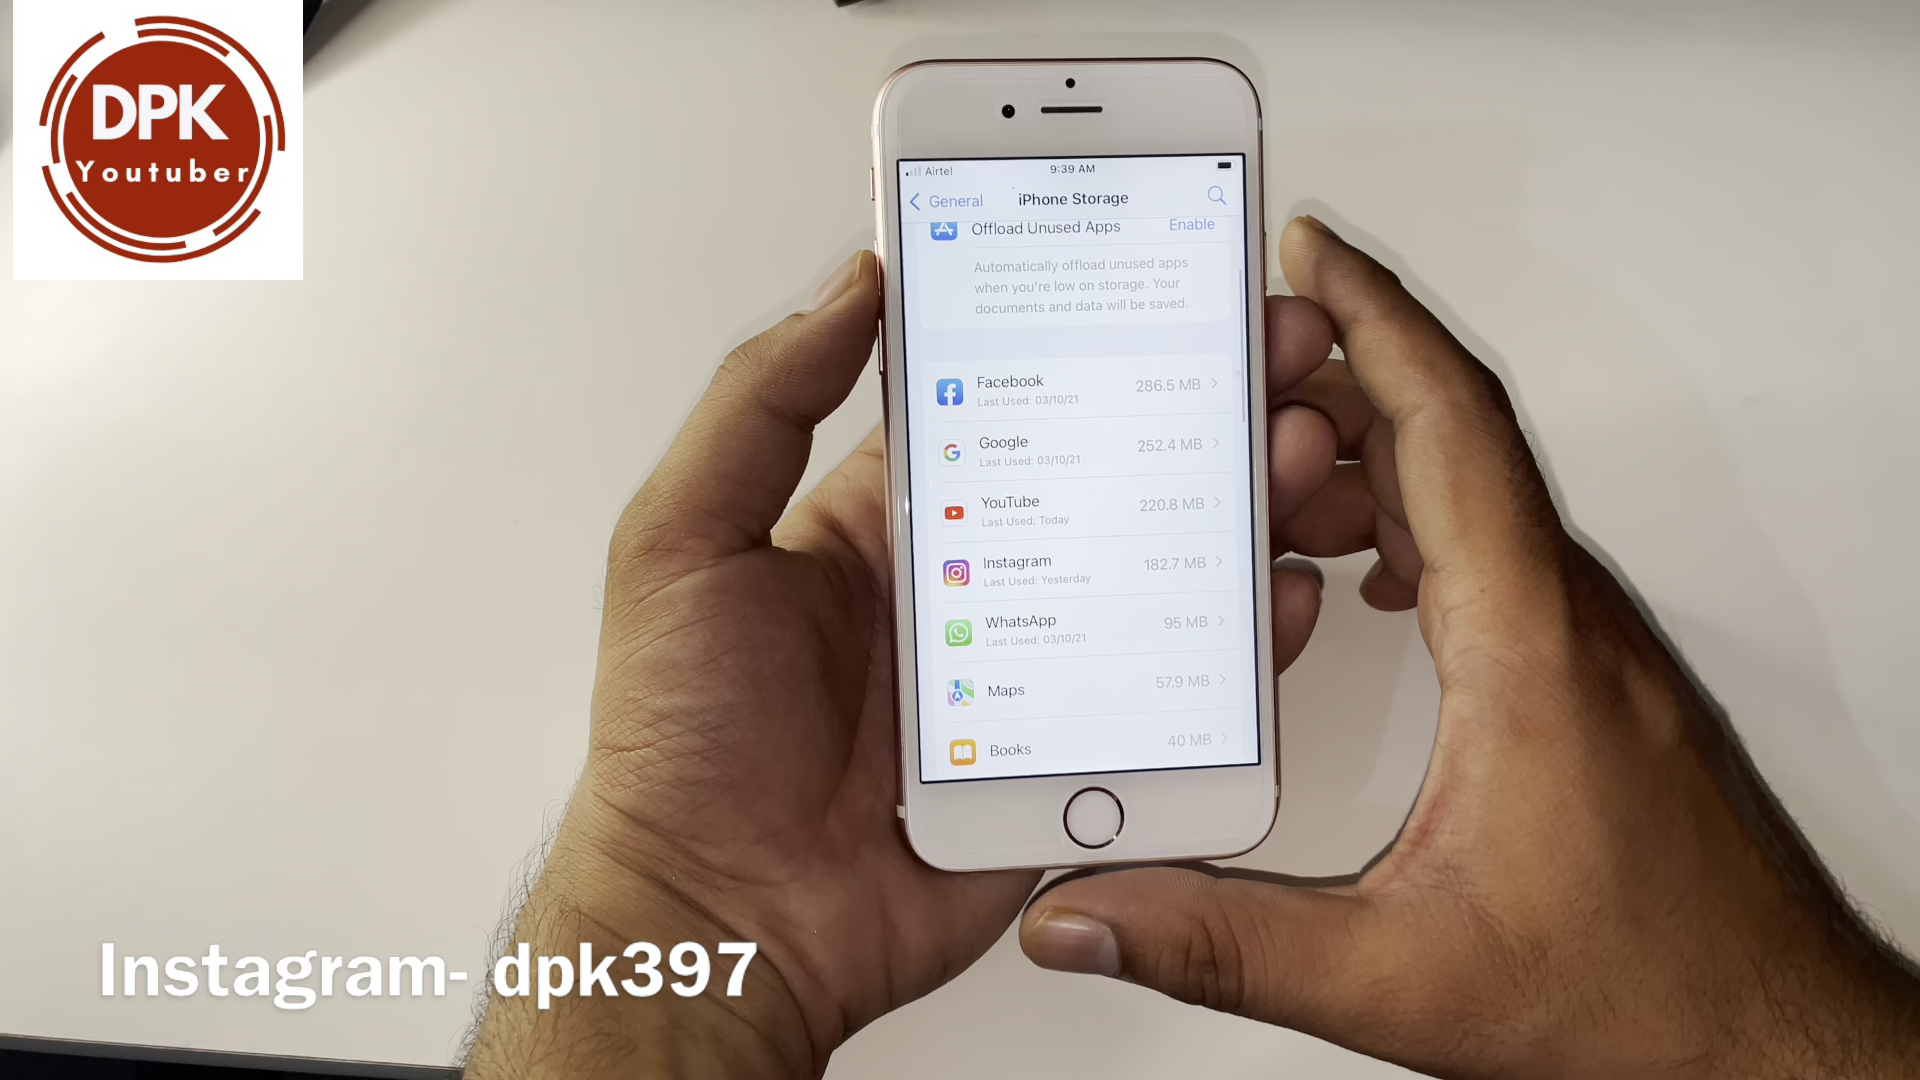 DPK
Youtuber
Airtel
9:39 AM
General
iPhone Storage
Offload Unused Apps
Enable
Automatically offload unused apps
when you're low on storage. Your
documents and data will be saved.
Facebook
286.5 MB
Last Used: 03/10/21
Google
252.4 MB
Last Used: 03/10/21
YouTube
220.8 MB
Last Used: Today
Instagram
182.7 MB
Last Used: Yesterday
WhatsApp
95 MB
Last Used: 03/10/21
Maps
57.9 MB
Books
40 MB
Instagram- dpk397